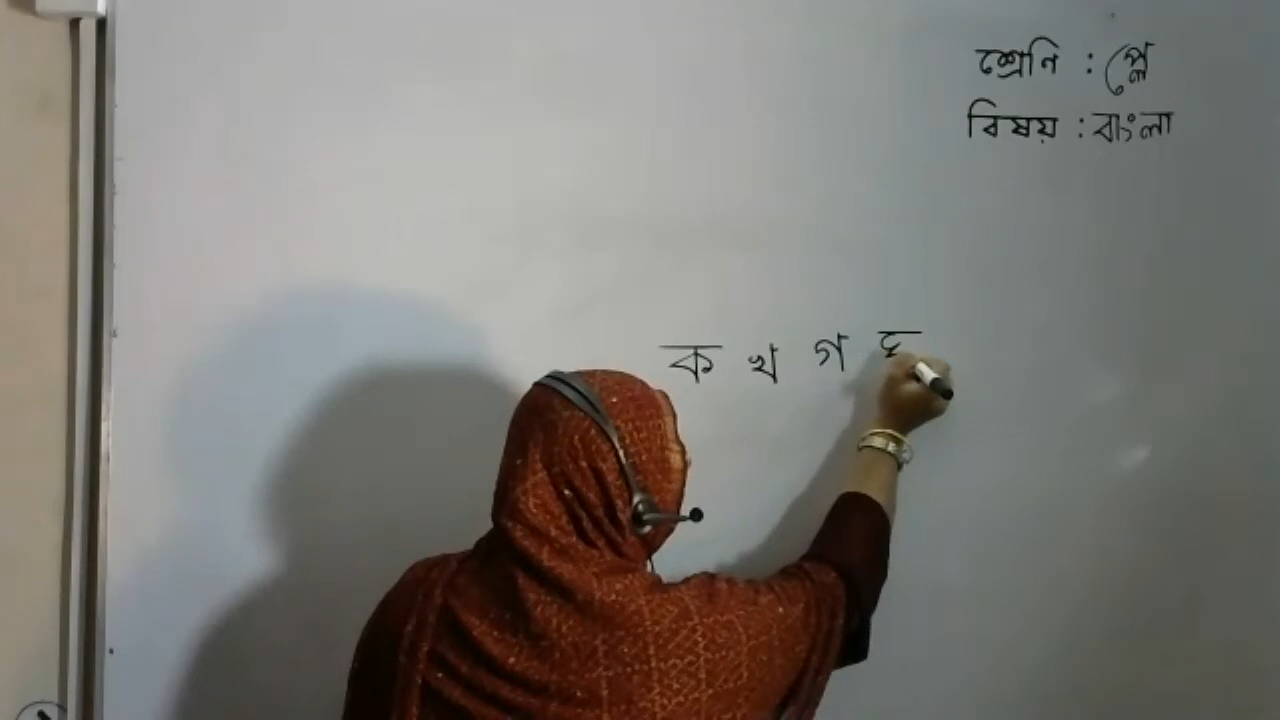 শ্রেণি : প্লে
বিষয় : বাংলা
ক খ গ